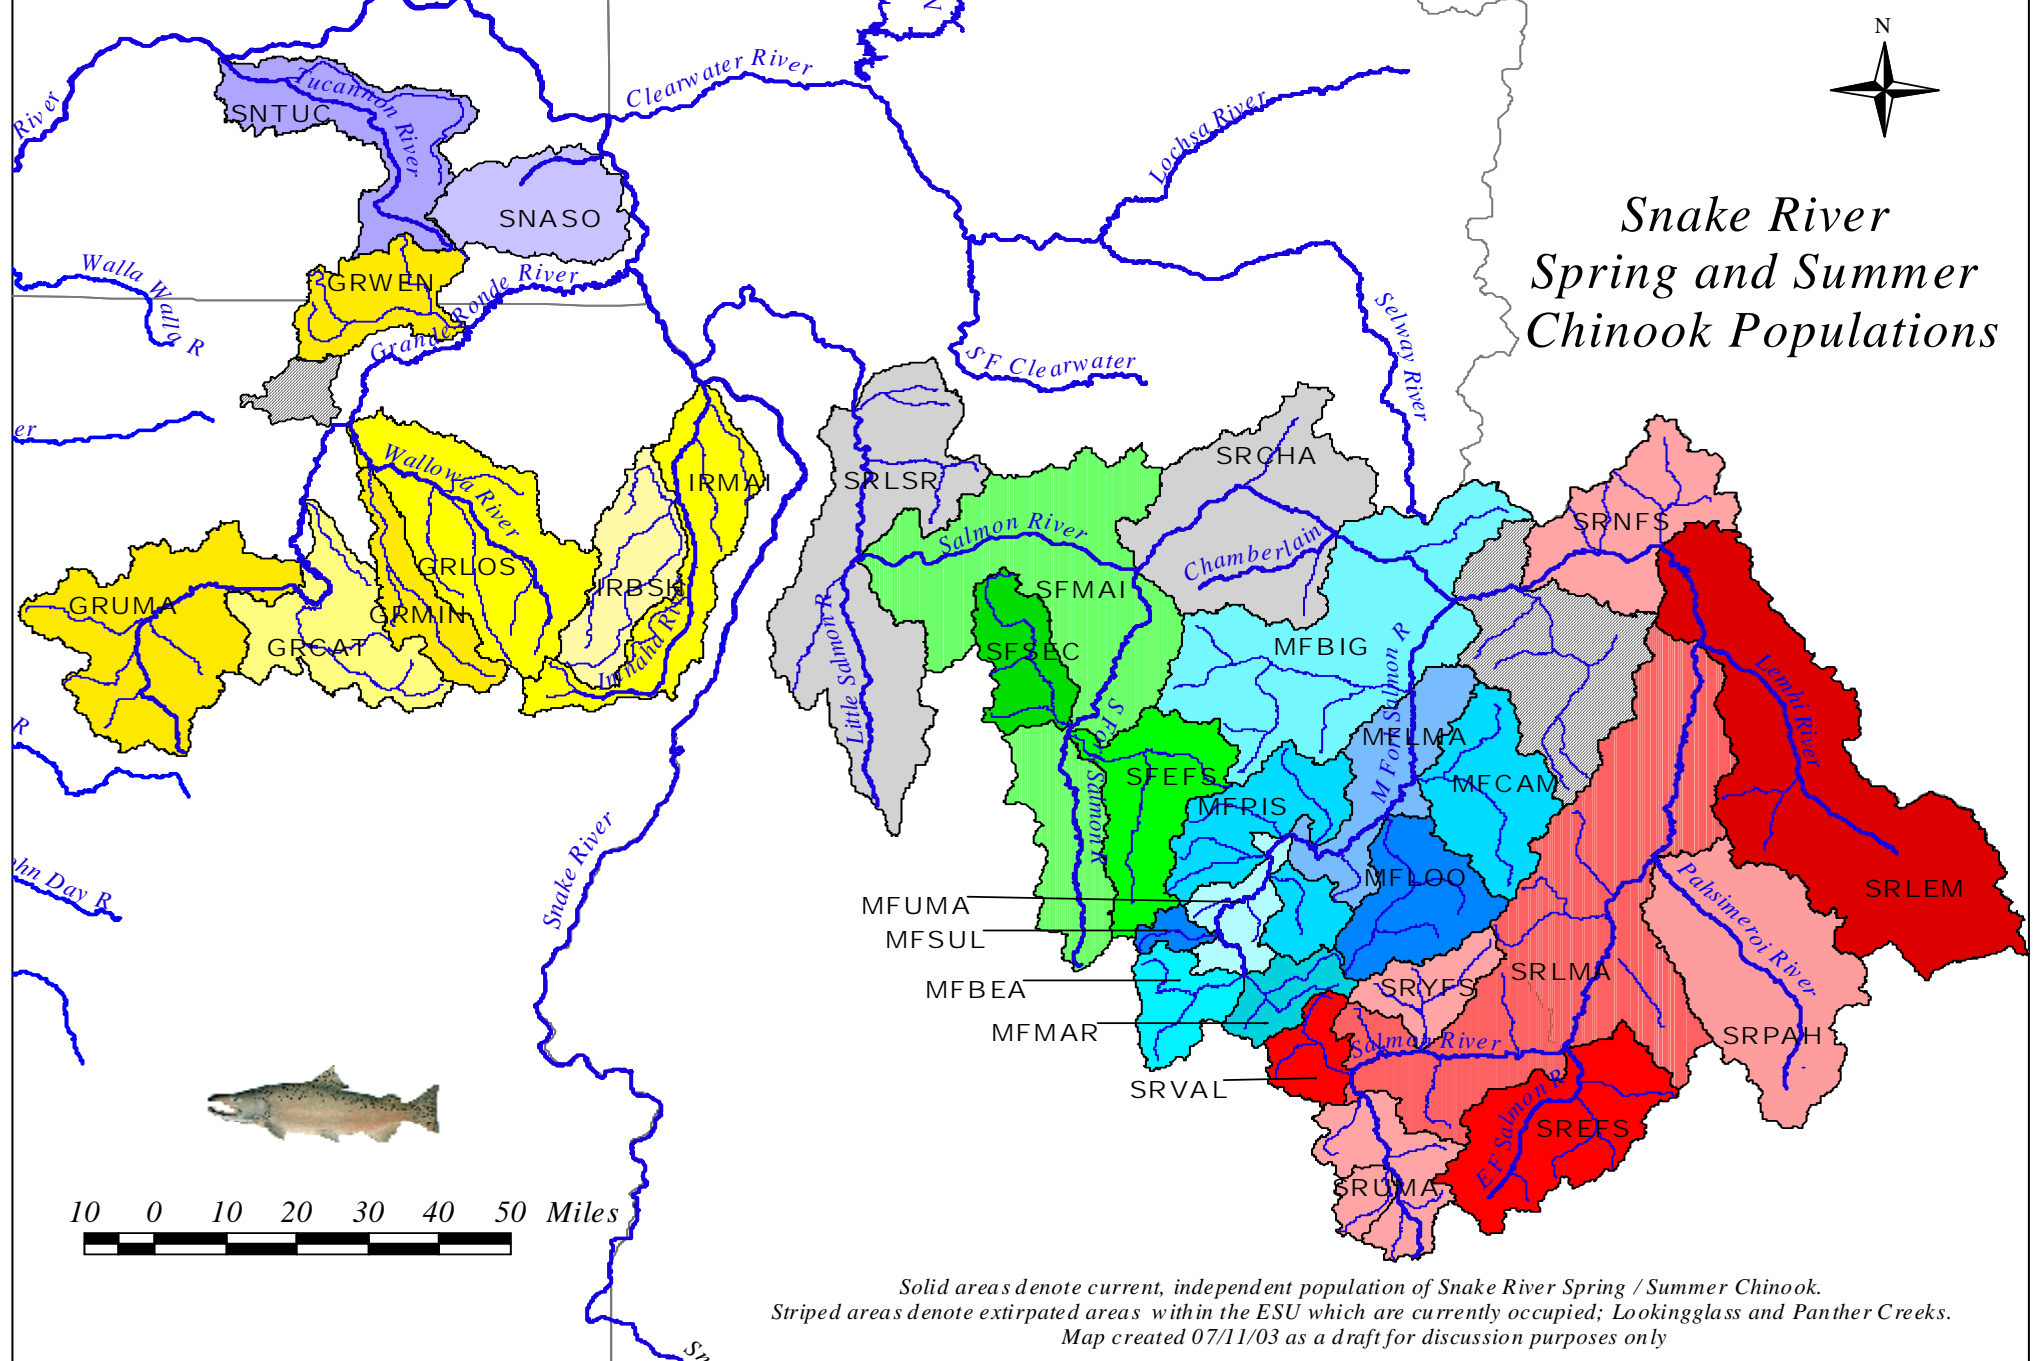 N
N
Snake River
Spring and Summer
Chinook Populations
River
Tucannon River
SNTUC
SNASO
Clearwater River
Lochsa River
Walla Walla R
GRWEN
Grande Ronde River
SF Clearwater
Selway River
er
Wallowa River
IRMAI
SRLSR
SRCHA
SRNFS
Salmon River
Chamberlain
GRLOS
IRBSH
SFMAI
GRUMA
GRMIN
GRCAT
Imnaha River
Little Salmon R
SFSEC
MFBIG
M Fork Salmon R
Lemhi River
R
S Fork Salmon R
SFEFS
MFLMA
MFCAM
MFRIS
MFLOO
Snake River
ohn Day R
MFUMA
MFSUL
MFBEA
MFMAR
SRVAL
SRYFS
SRLMA
Pahsimeroi River
SRLEM
SRPAH
Salmon River
EF Salmon R
SREFS
SRUMA
10 0 10 20 30 40 50 Miles
Solid areas denote current, independent population of Snake River Spring / Summer Chinook.
Striped areas denote extirpated areas within the ESU which are currently occupied; Lookingglass and Panther Creeks.
Map created 07/11/03 as a draft for discussion purposes only
Sn